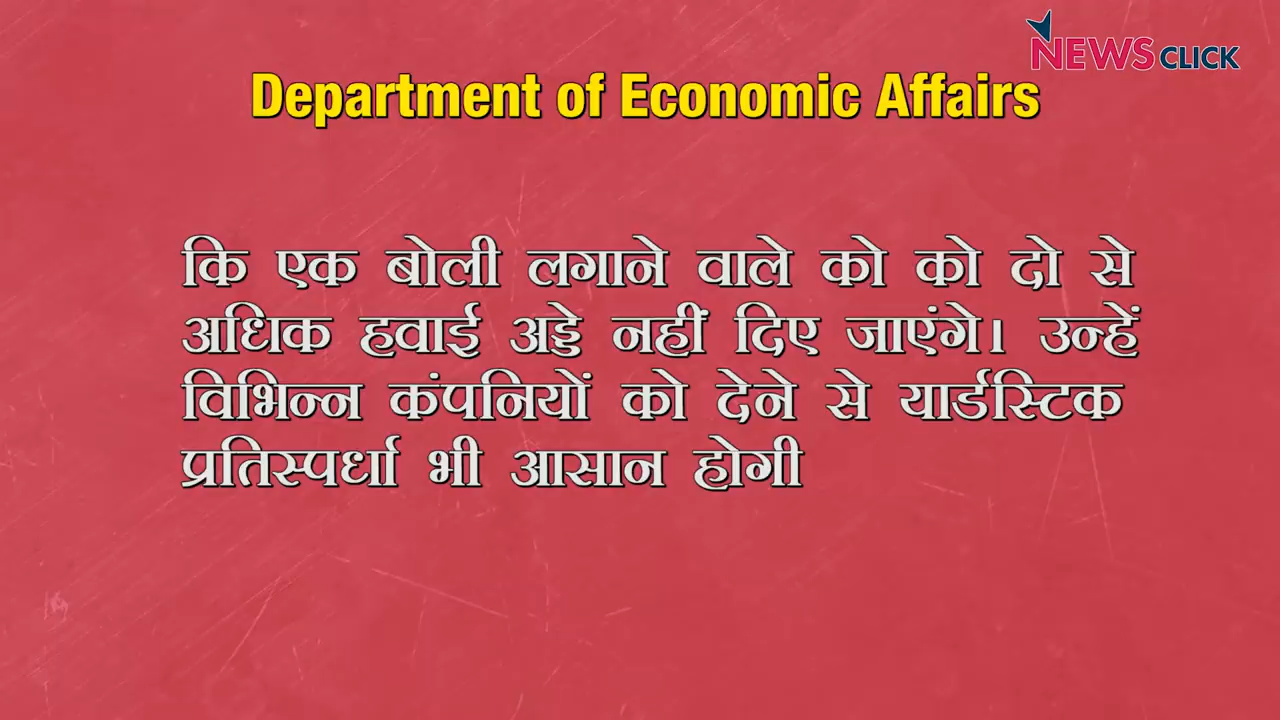 NEWSCLICK
Department of Economic Affairs
कि एक बोली लगाने वाले को को दो से
अधिक हवाई अड्डे नहीं दिए जाएंगे। उन्हें
विभिन्न कंपनियों को देने से यार्डस्टिक
प्रतिस्पर्धा भी आसान होगी